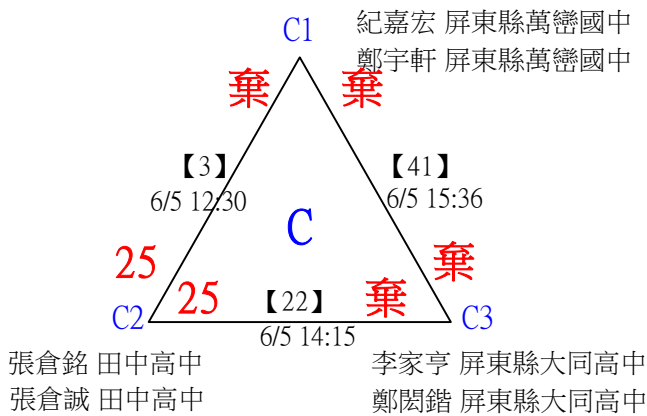 C1
紀嘉宏 屏東縣萬巒國中
鄭宇軒 屏東縣萬巒國中
棄 棄
【3】
6/5 12:30
【41】
6/5 15:36
C
25
棄
25
【22】
棄
C2
C3
6/5 14:15
張倉銘 田中高中
張倉誠 田中高中
李家亨 屏東縣大同高中
鄭閎鍇 屏東縣大同高中